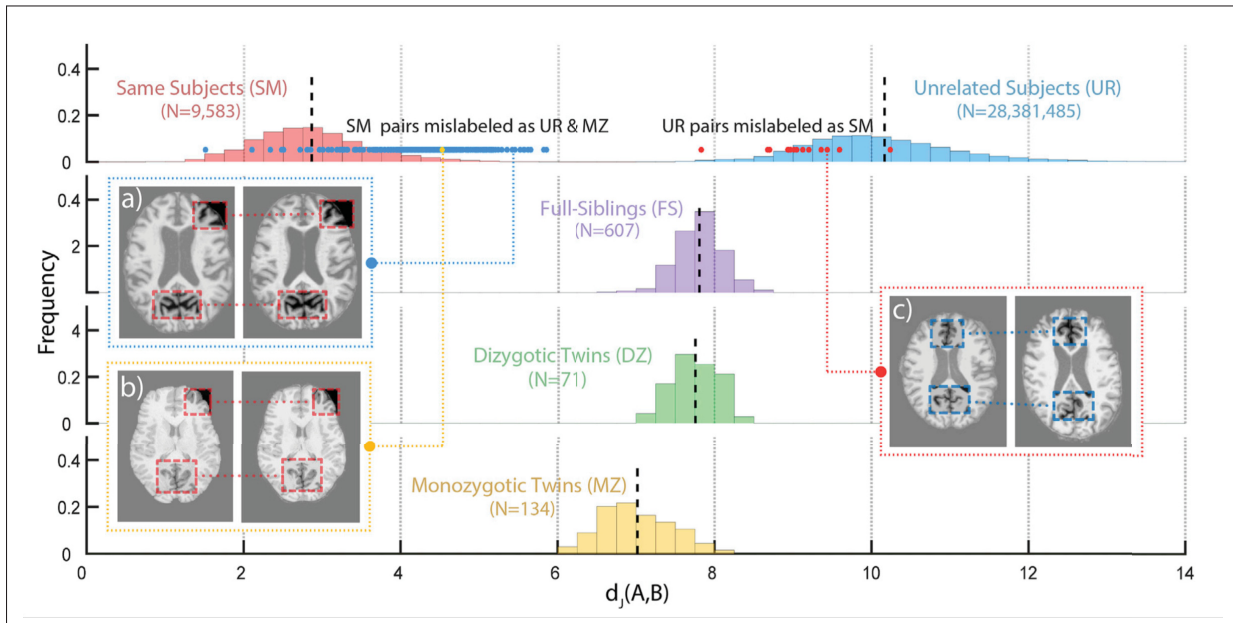 0.4
0.2
0
Same Subjects (SM)
(N=9,583)
SM pairs mislabeled as UR & MZ
UR pairs mislabeled as SM
Unrelated Subjects (UR)
(N=28,381,485)
0.4
2
0
a)
Full-Siblings (FS)
(N=607)
Frequency
4
0.2
0
Dizygotic Twins (DZ)
(N=71)
c)
b)
0.4
0.2
0
Monozygotic Twins (MZ)
(N=134)
0 2 4 6 8 10 12 14
dJ(A,B)